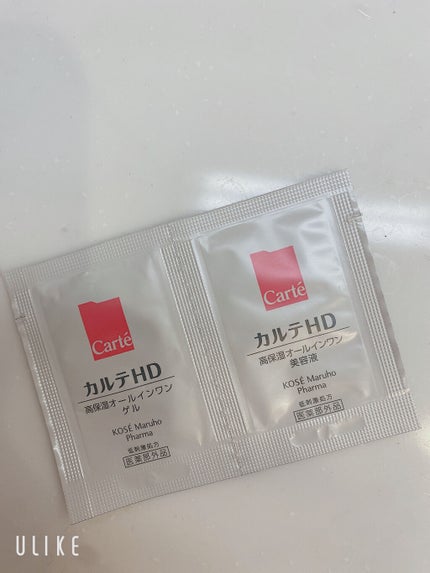 Carté
カルテHD
高保湿オールインワン
ゲル
KOSÉ Maruho
Pharma
低刺激処方
医薬部外品
Carté
カルテHD
高保湿オールインワン
美容液
KOSÉ Maruho
Pharma
低刺激処方
医薬部外品
ULIKE